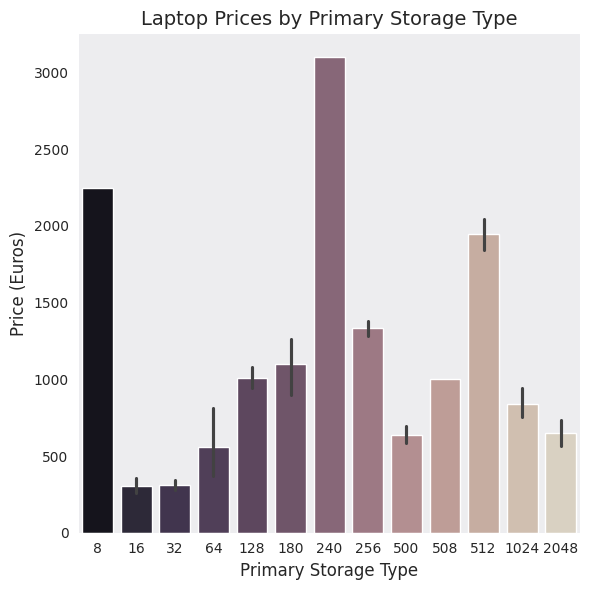 Laptop Prices by Primary Storage Type
Price (Euros)
3000
2500
2000
1500
1000
500
0
8 16 32 64 128 180 240 256 500 508 512 1024 2048
Primary Storage Type